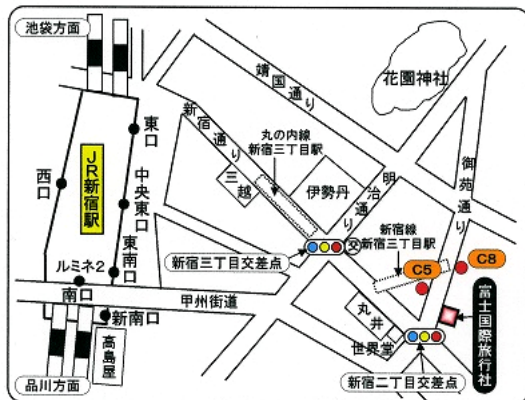 池袋方面
靖国通り
花園神社
新宿通り
丸の内線
新宿三丁目駅
東口
JR新宿駅
中央東口
西口
三越
伊勢丹
明治通り
御苑通り
交
新宿線
新宿三丁目駅
C5
C8
東南口
新宿三丁目交差点
ルミネ2
南口
甲州街道
丸井
新南口
高島屋
世界堂
富士国際旅行社
品川方面
新宿二丁目交差点